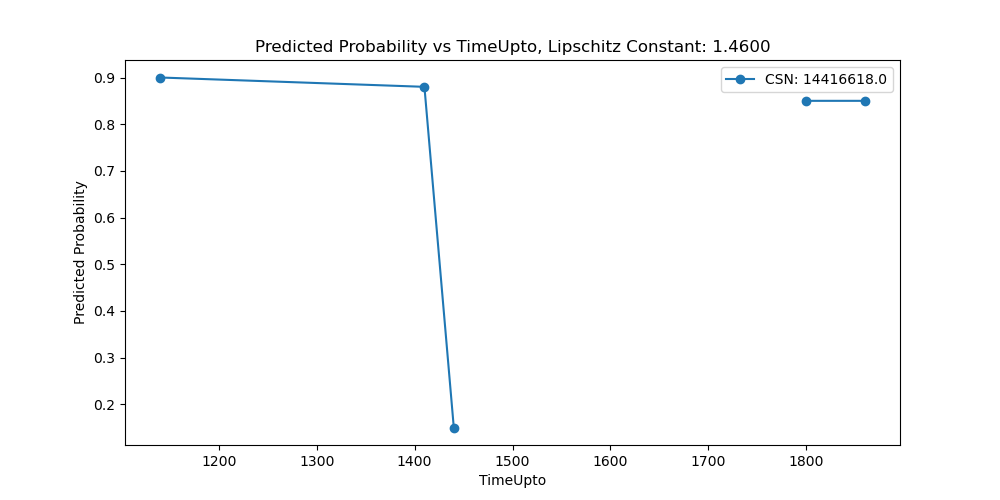 Predicted Probability vs TimeUpto, Lipschitz Constant: 1.4600
CSN: 14416618.0
Predicted Probability
0.9
0.8
0.7
0.6
0.5
0.4
0.3
0.2
1200 1300 1400 1500 1600 1700 1800
TimeUpto